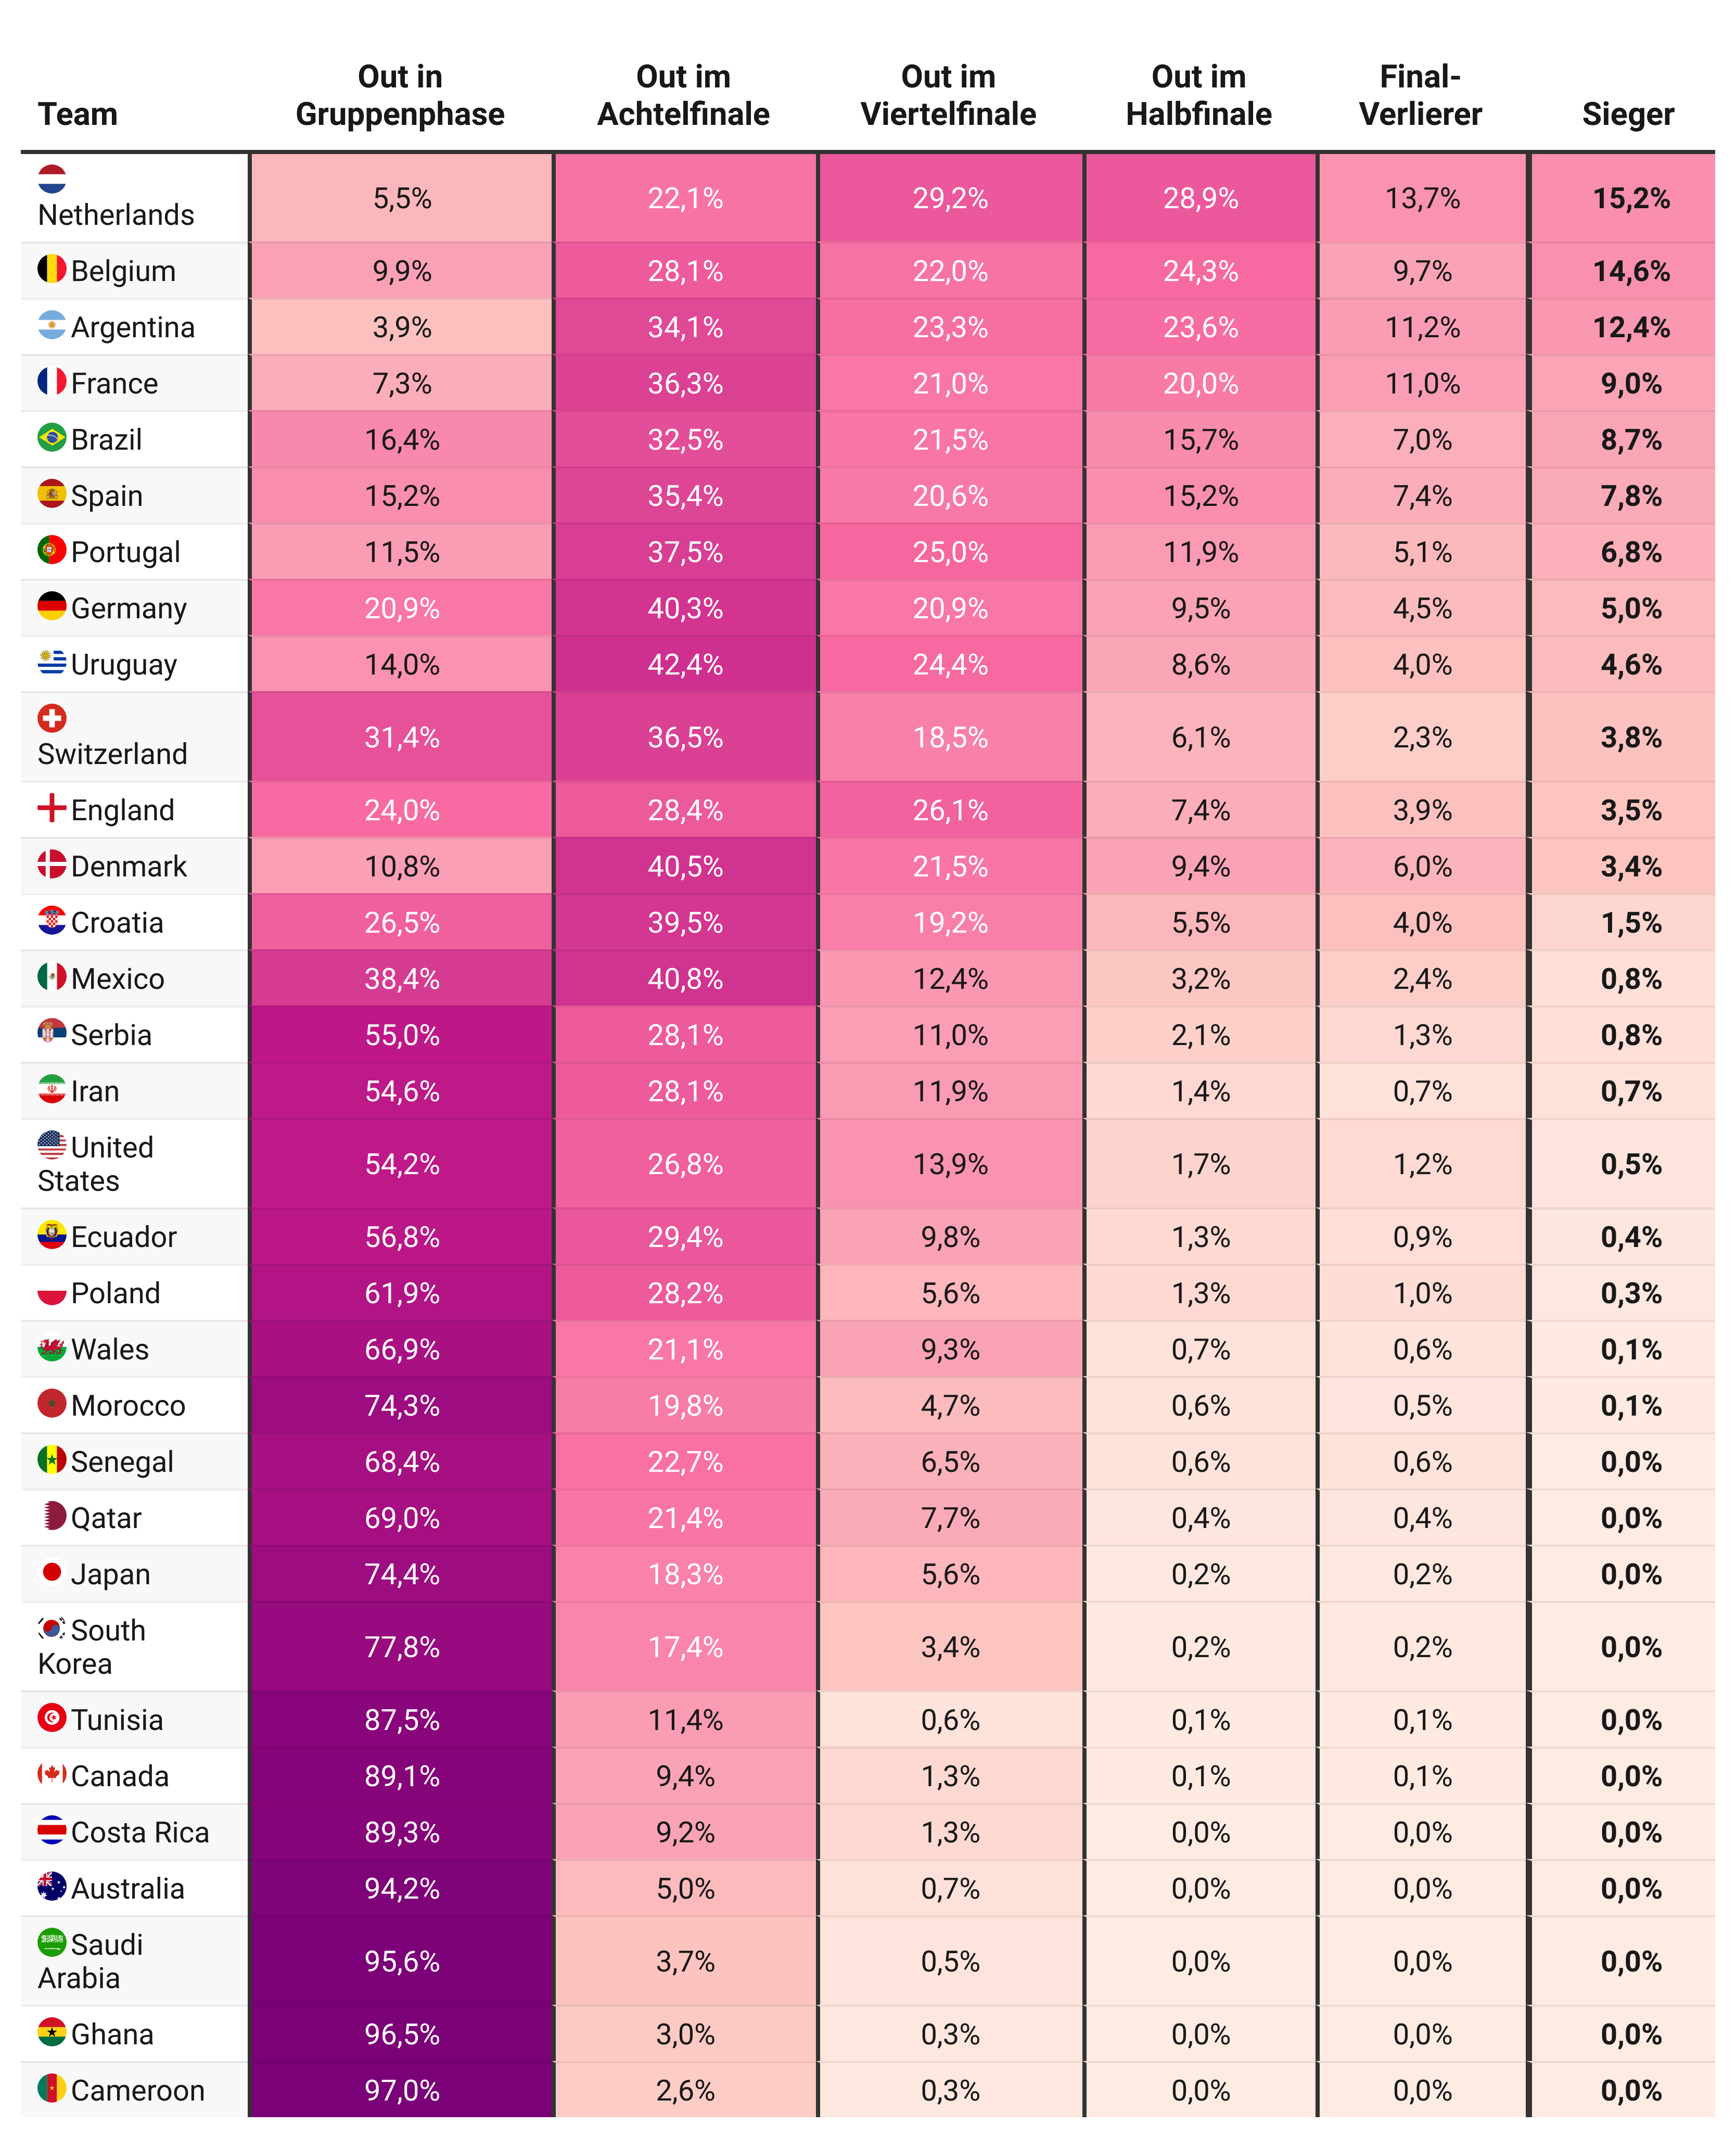 Team Out in Gruppenphase Out im Achtelfinale Out im Viertelfinale Out im Halbfinale Final-Verlierer Sieger
Netherlands 5,5% 22,1% 29,2% 28,9% 13,7% 15,2%
Belgium 9,9% 28,1% 22,0% 24,3% 9,7% 14,6%
Argentina 3,9% 34,1% 23,3% 23,6% 11,2% 12,4%
France 7,3% 36,3% 21,0% 20,0% 11,0% 9,0%
Brazil 16,4% 32,5% 21,5% 15,7% 7,0% 8,7%
Spain 15,2% 35,4% 20,6% 15,2% 7,4% 7,8%
Portugal 11,5% 37,5% 25,0% 11,9% 5,1% 6,8%
Germany 20,9% 40,3% 20,9% 9,5% 4,5% 5,0%
Uruguay 14,0% 42,4% 24,4% 8,6% 4,0% 4,6%
Switzerland 31,4% 36,5% 18,5% 6,1% 2,3% 3,8%
England 24,0% 28,4% 26,1% 7,4% 3,9% 3,5%
Denmark 10,8% 40,5% 21,5% 9,4% 6,0% 3,4%
Croatia 26,5% 39,5% 19,2% 5,5% 4,0% 1,5%
Mexico 38,4% 40,8% 12,4% 3,2% 2,4% 0,8%
Serbia 55,0% 28,1% 11,0% 2,1% 1,3% 0,8%
Iran 54,6% 28,1% 11,9% 1,4% 0,7% 0,7%
United States 54,2% 26,8% 13,9% 1,7% 1,2% 0,5%
Ecuador 56,8% 29,4% 9,8% 1,3% 0,9% 0,4%
Poland 61,9% 28,2% 5,6% 1,3% 1,0% 0,3%
Wales 66,9% 21,1% 9,3% 0,7% 0,6% 0,1%
Morocco 74,3% 19,8% 4,7% 0,6% 0,5% 0,1%
Senegal 68,4% 22,7% 6,5% 0,6% 0,6% 0,0%
Qatar 69,0% 21,4% 7,7% 0,4% 0,4% 0,0%
Japan 74,4% 18,3% 5,6% 0,2% 0,2% 0,0%
South Korea 77,8% 17,4% 3,4% 0,2% 0,2% 0,0%
Tunisia 87,5% 11,4% 0,6% 0,1% 0,1% 0,0%
Canada 89,1% 9,4% 1,3% 0,1% 0,1% 0,0%
Costa Rica 89,3% 9,2% 1,3% 0,0% 0,0% 0,0%
Australia 94,2% 5,0% 0,7% 0,0% 0,0% 0,0%
Saudi Arabia 95,6% 3,7% 0,5% 0,0% 0,0% 0,0%
Ghana 96,5% 3,0% 0,3% 0,0% 0,0% 0,0%
Cameroon 97,0% 2,6% 0,3% 0,0% 0,0% 0,0%